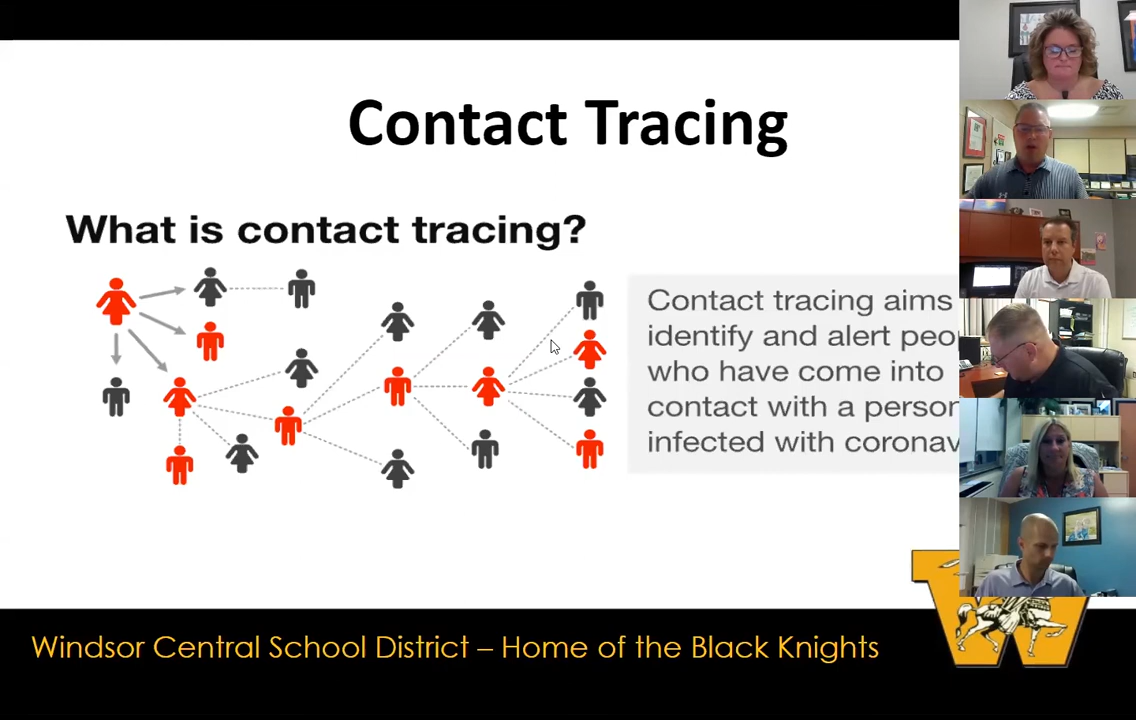 Contact Tracing
What is contact tracing?
Contact tracing aims
identify and alert peo
who have come into
contact with a person
infected with coronav
Windsor Central School District – Home of the Black Knights
W